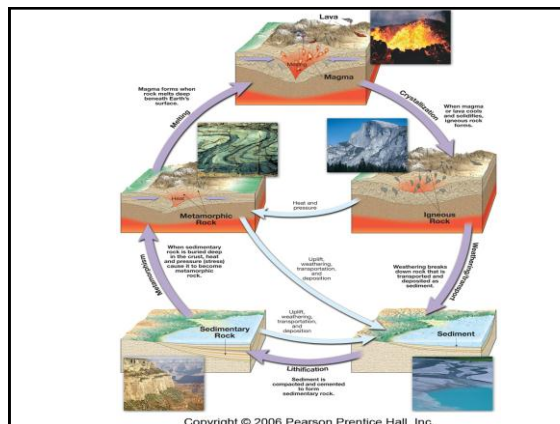 Lava
Melting
Magma
Magma forms when
rock melts deep
beneath Earth's
surface.
Melting
Crystallization
When magma
or lava cools
and solidifies,
igneous rock
forms.
Heat
Metamorphic
Rock
Heat and
pressure
Igneous
Rock
When sedimentary
rock is buried deep
in the crust, heat
and pressure (stress)
cause it to become
metamorphic
rock.
Metamorphism
Uplift,
weathering,
transportation,
and
deposition
Weathering breaks
down rock that is
transported and
deposited as
sediment.
Weathering/transport
Sedimentary
Rock
Uplift,
weathering,
transportation,
and
deposition
Sediment
Lithification
Sediment is
compacted and cemented
to form
sedimentary rock.
Copyright © 2006 Pearson Prentice Hall, Inc.